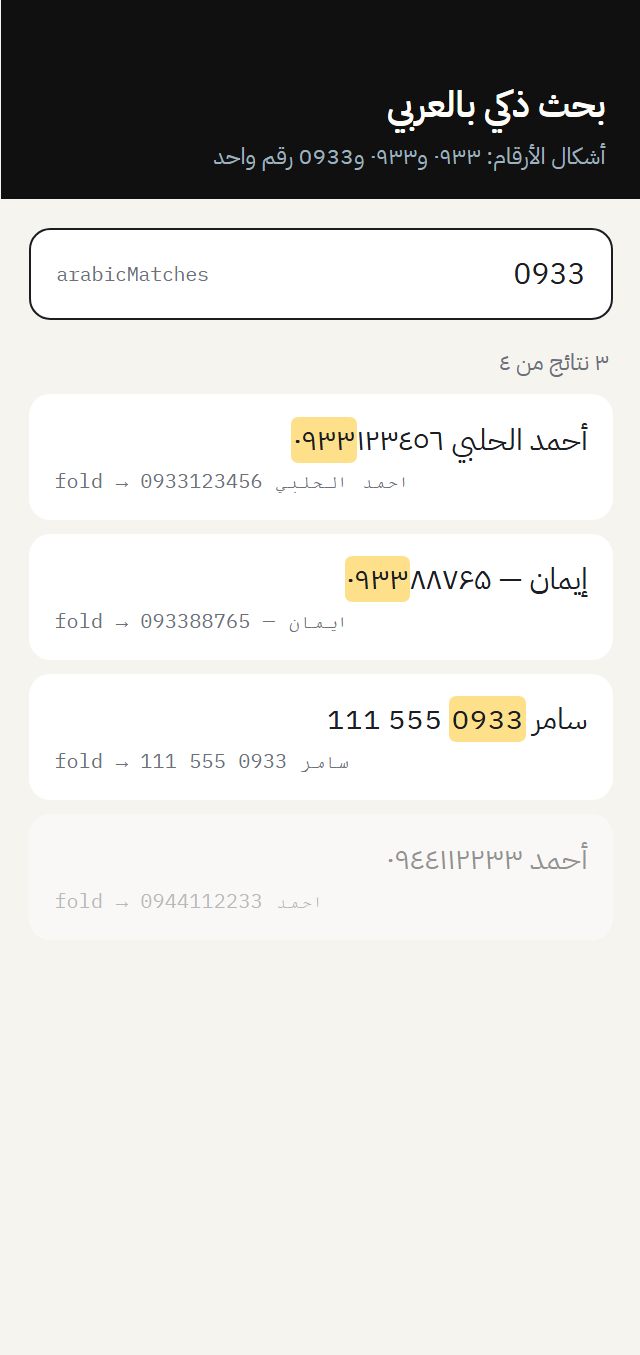 بحث ذكي بالعربي
أشكال الأرقام: ٠٩٣٣ و۰۹۳۳ و0933 رقم واحد
0933
arabicMatches
٣ نتائج من ٤
أحمد الحلبي ٠٩٣٣١٢٣٤٥٦
fold → 0933123456 احمد الحلبي
إيمان — ۰۹۳۳۸۸۷۶۵
fold → 093388765 — ايمان
سامر 0933 555 111
fold → 111 555 0933 سامر
أحمد ٠٩٤٤١١٢٢٣٣
fold → 0944112233 احمد